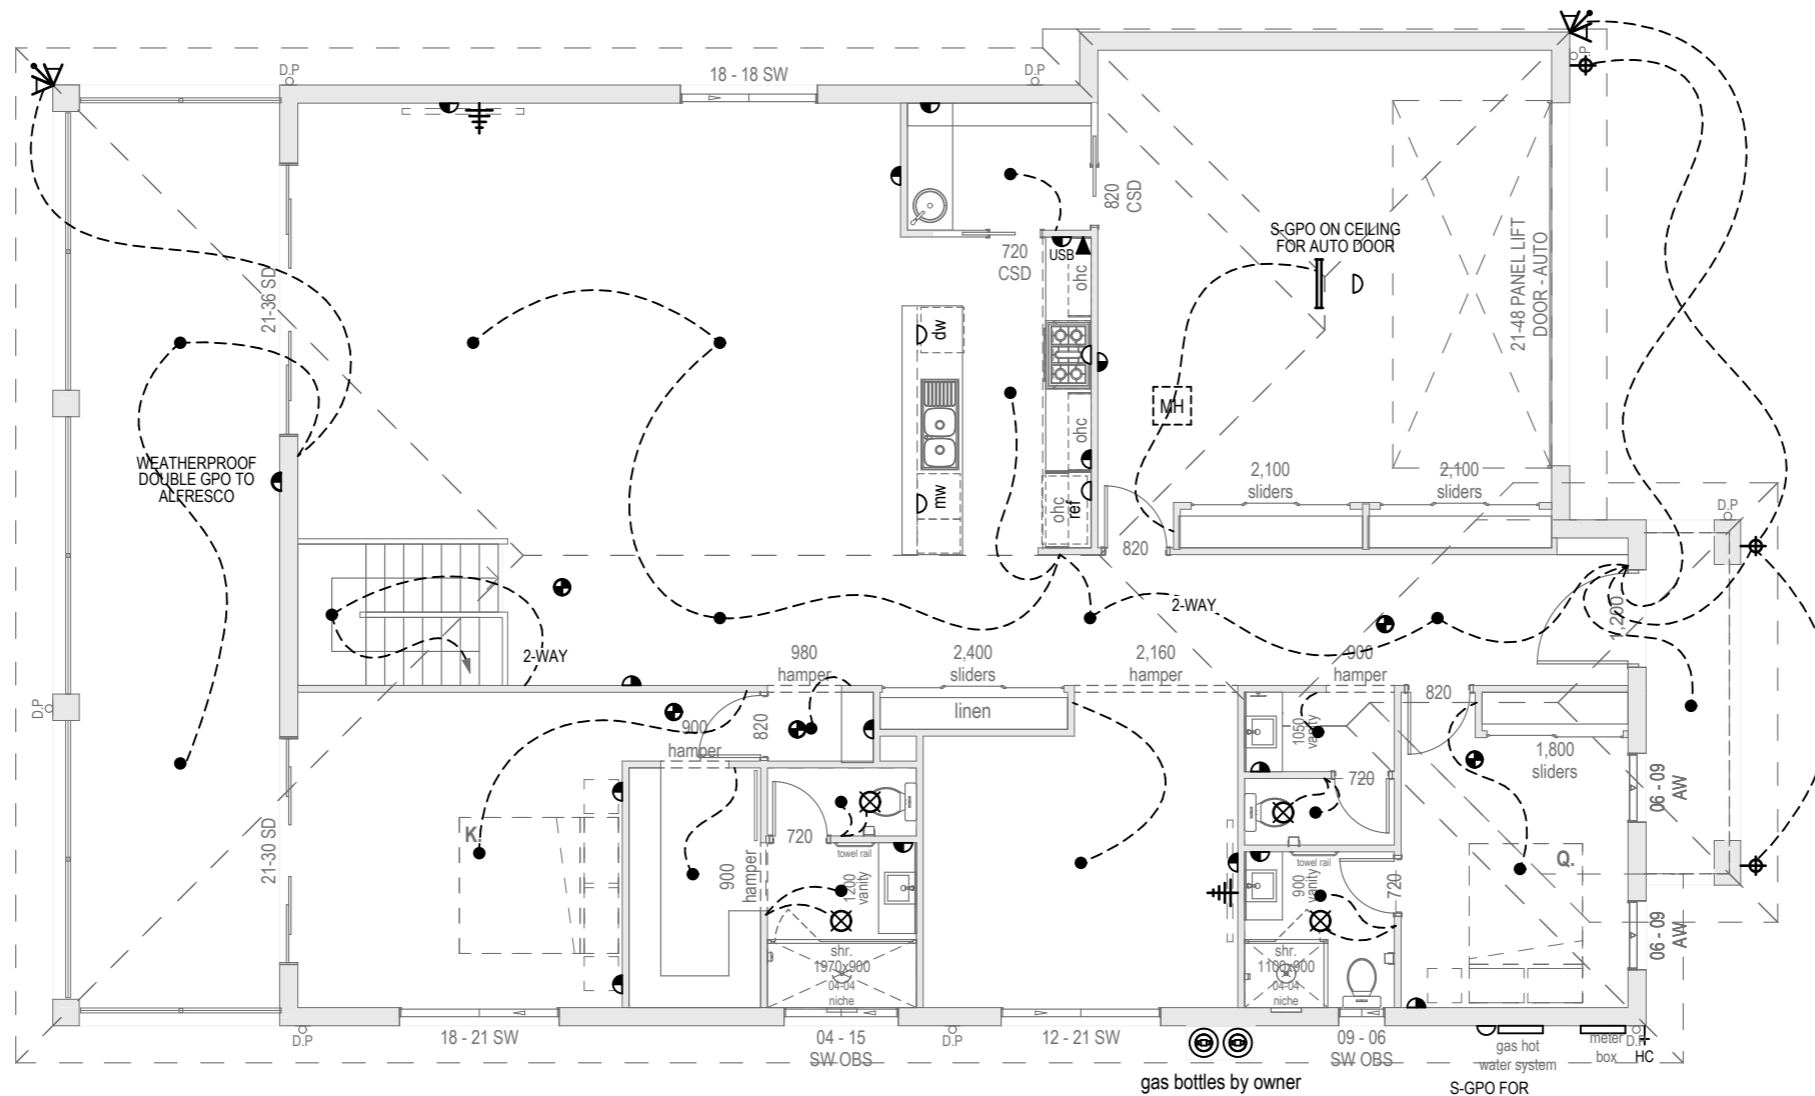 D.P
18 - 18 SW
D.P
D.P
820
CSD
S-GPO ON CEILING
FOR AUTO DOOR
21-48 PANEL LIFT
DOOR - AUTO
720
CSD
USB
ohc
21-36 SD
dw
MH
ohc
WEATHERPROOF
DOUBLE GPO TO
ALFRESCO
2,100
sliders
2,100
sliders
mw
ohc
ref
D.P
820
2-WAY
1,200
2-WAY
980
hamper
2,400
sliders
2,160
hamper
900
hamper
820
D.P
linen
900
hamper
820
1050
vanity
1,800
sliders
720
06 - 09
AW
K.
720
21-30 SD
towel rail
towel rail
Q.
900
hamper
1200
vanity
900
vanity
720
06 - 09
AW
shr.
1970x900
04-04
niche
shr.
1100x900
04-04
niche
D.P
18 - 21 SW
04 - 15
SW OBS
D.P
12 - 21 SW
09 - 06
SW OBS
gas hot
water system
meter
box
D.P
HC
gas bottles by owner
S-GPO FOR